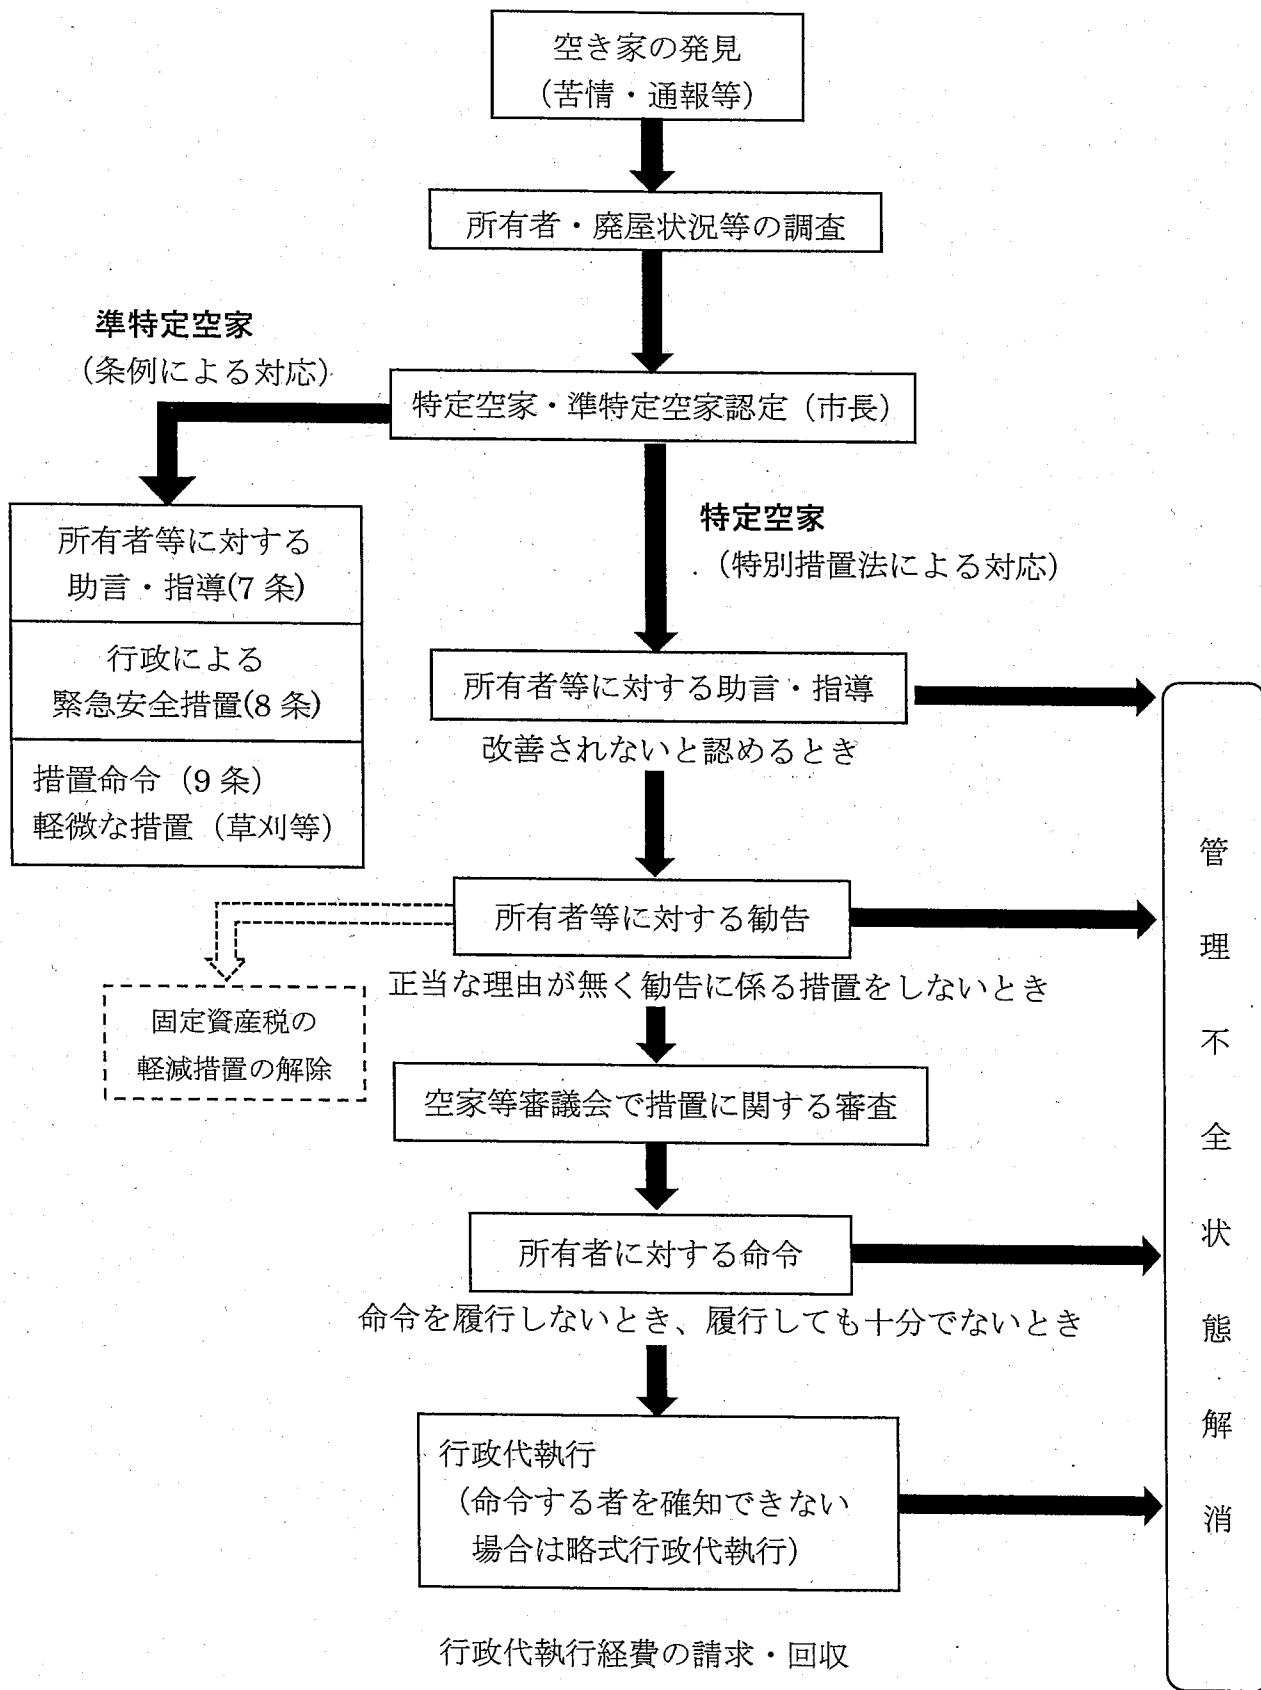 空き家の発見
(苦情・通報等)
所有者・廃屋状況等の調査
準特定空家
(条例による対応)
特定空家・準特定空家認定(市長)
所有者等に対する
助言・指導(7 条)
行政による
緊急安全措置(8 条)
措置命令(9 条)
軽微な措置(草刈等)
特定空家
(特別措置法による対応)
所有者等に対する助言・指導
改善されないと認めるとき
所有者等に対する勧告
固定資産税の
軽減措置の解除
正当な理由が無く勧告に係る措置をしないとき
空家等審議会で措置に関する審査
所有者に対する命令
命令を履行しないとき、履行しても十分でないとき
行政代執行
(命令する者を確知できない
場合は略式行政代執行)
行政代執行経費の請求・回収
管理不全状態解消